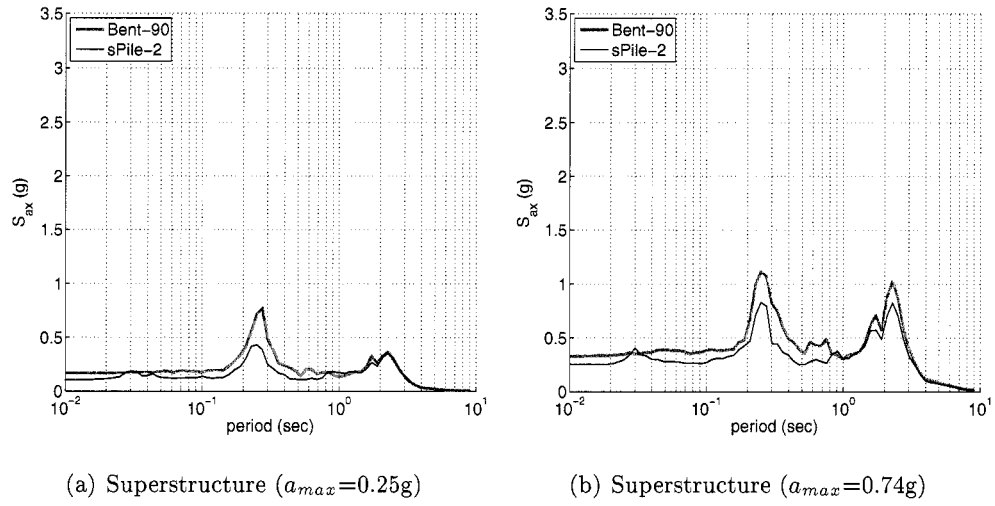 Bent-90
sPile-2
3.5
3
2.5
2
1.5
1
0.5
0
S_ax (g)
10^-2
10^-1
10^0
10^1
period (sec)
(a) Superstructure (a_max=0.25g)
Bent-90
sPile-2
3.5
3
2.5
2
1.5
1
0.5
0
S_ax (g)
10^-2
10^-1
10^0
10^1
period (sec)
(b) Superstructure (a_max=0.74g)